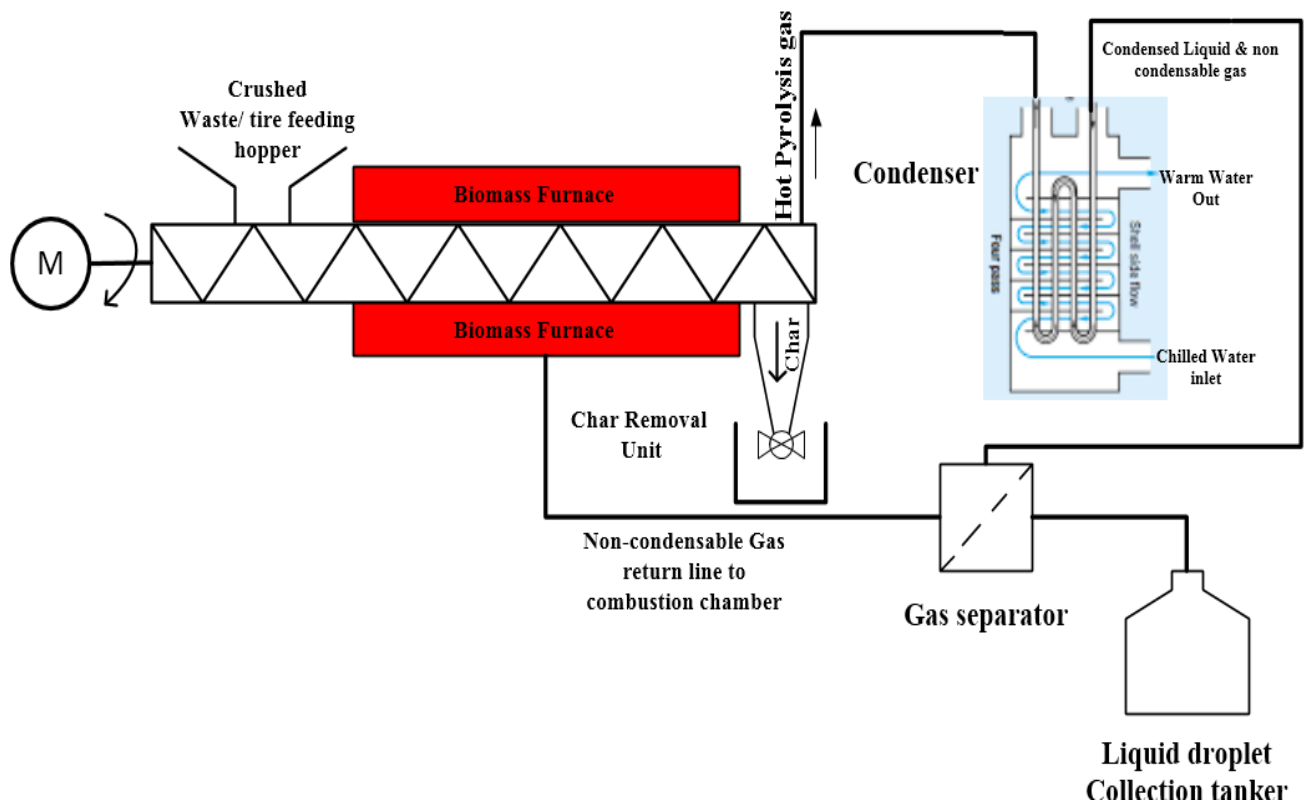 Crushed
Waste/ tire feeding
hopper
M
Biomass Furnace
Biomass Furnace
Hot Pyrolysis gas
Char
Char Removal
Unit
Condenser
Condensed Liquid & non
condensable gas
Warm Water
Out
Shell side flow
Four pass
Chilled Water
inlet
Non-condensable Gas
return line to
combustion chamber
Gas separator
Liquid droplet
Collection tanker